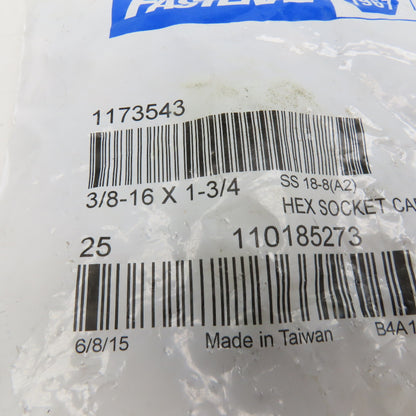 1967
1173543
3/8-16 X 1-3/4
SS 18-8(A2)
HEX SOCKET
25
110185273
6/8/15
Made in Taiwan
B4A1